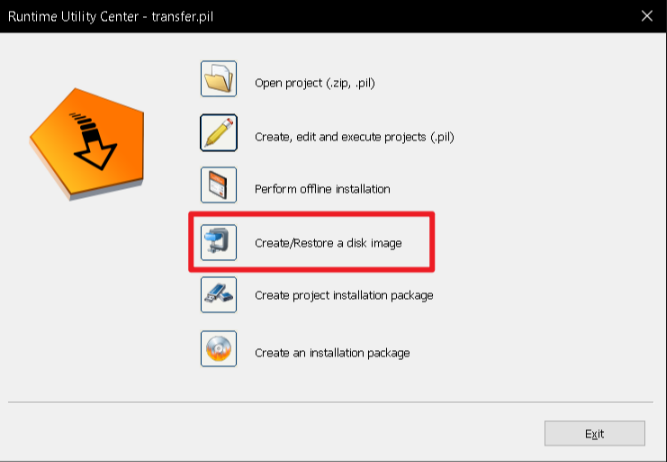 Runtime Utility Center - transfer.pil
Open project (.zip, .pil)
Create, edit and execute projects (.pil)
Perform offline installation
Create/Restore a disk image
Create project installation package
Create an installation package
Exit